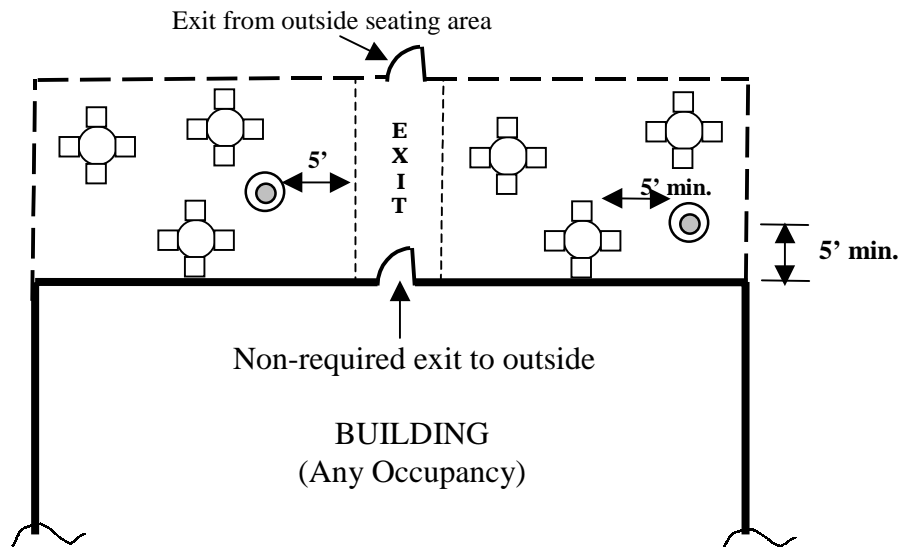 Exit from outside seating area
E
X
I
T
5’
5’ min.
5’ min.
Non-required exit to outside
BUILDING
(Any Occupancy)